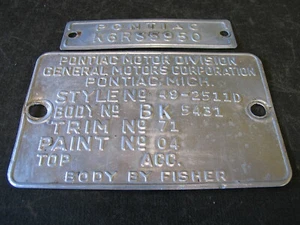 PONTIAC
K8R35950
PONTIAC MOTOR DIVISION
GENERAL MOTORS CORPORATION
PONTIAC, MICH.
STYLE Nº 49-2511D
BODY Nº BK 5431
TRIM Nº 71
PAINT Nº 04
TOP ACC.
BODY BY FISHER